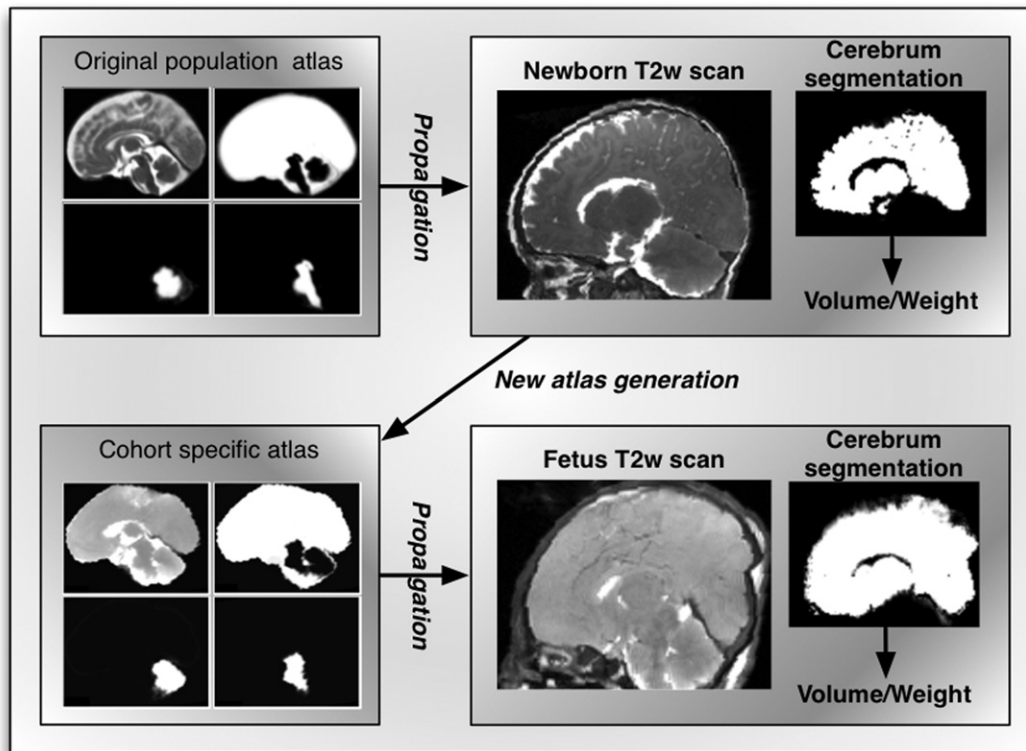 Original population atlas
Propagation
Newborn T2w scan
Cerebrum
segmentation
Volume/Weight
New atlas generation
Cohort specific atlas
Propagation
Fetus T2w scan
Cerebrum
segmentation
Volume/Weight